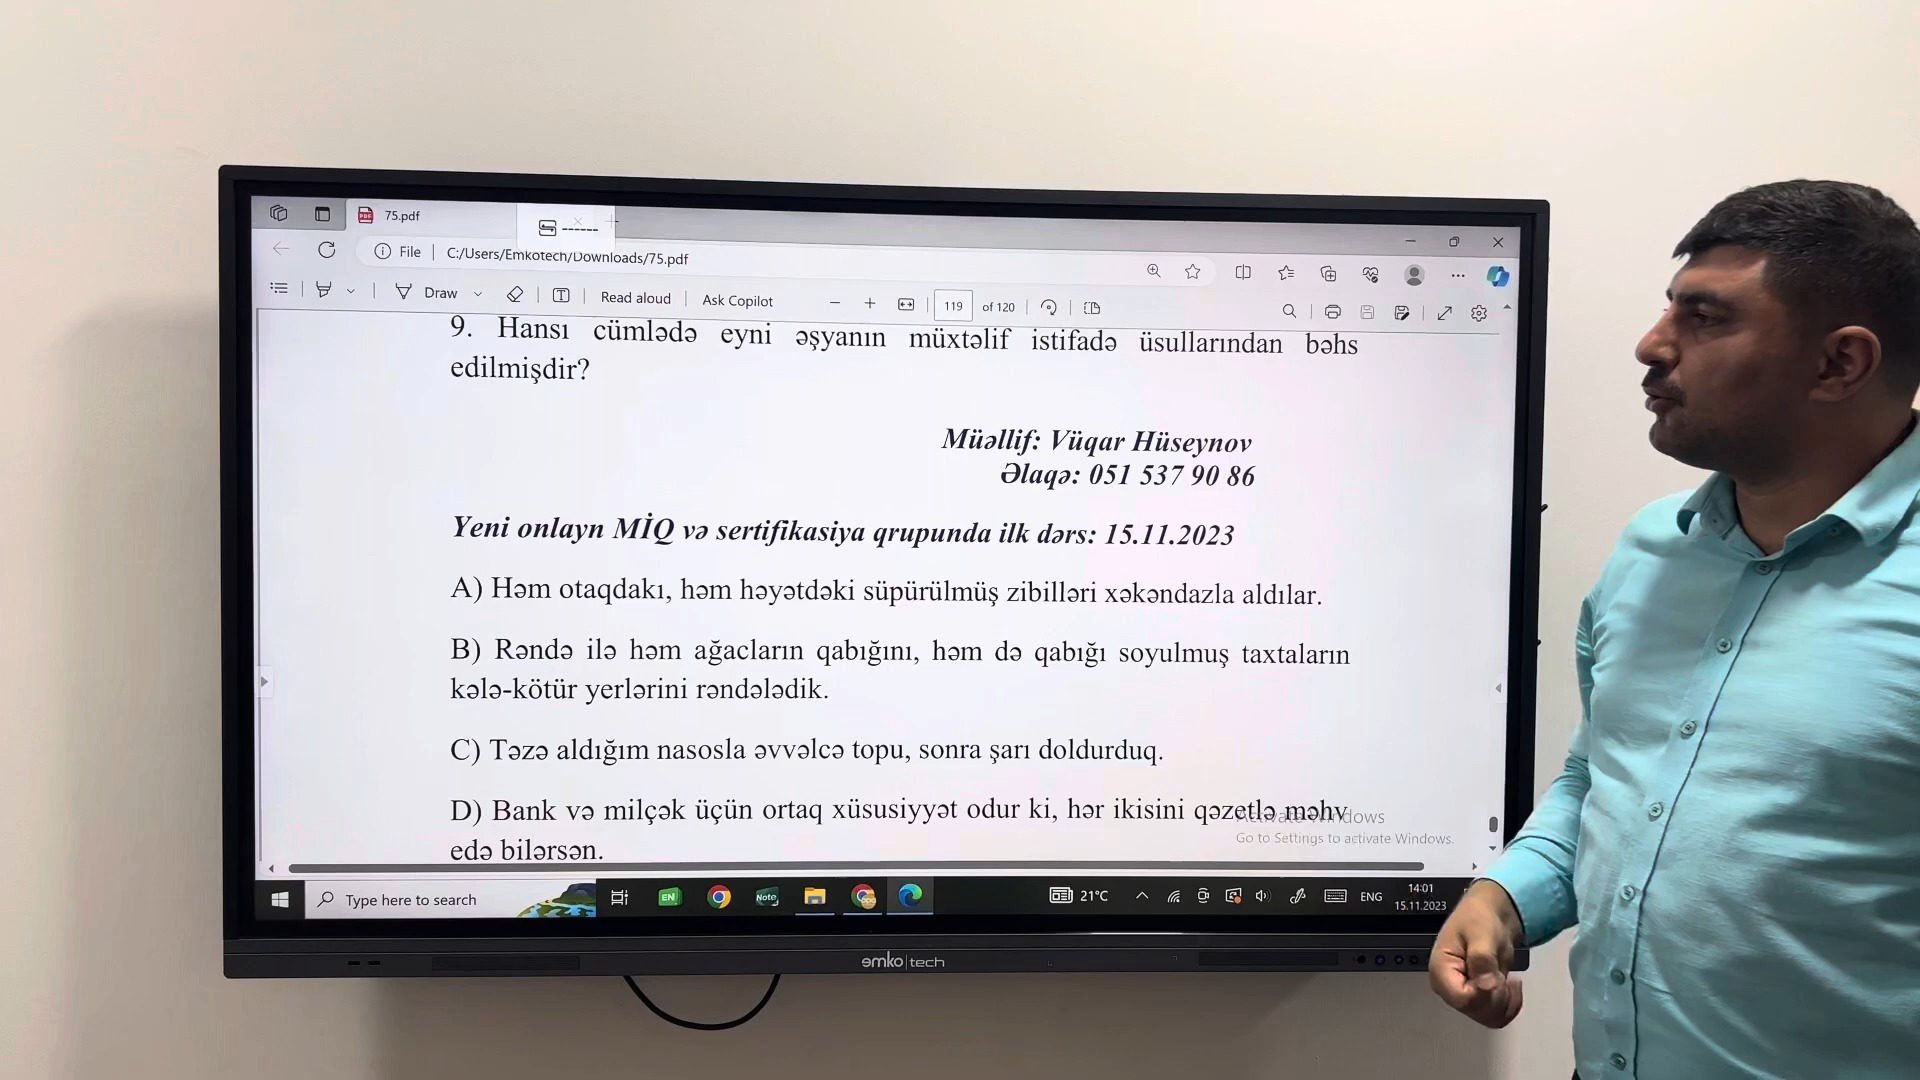 75.pdf
------
File
C:/Users/Emkotech/Downloads/75.pdf
Draw
Read aloud
Ask Copilot
119 of 120
9. Hansı cümlədə eyni əşyanın müxtəlif istifadə üsullarından bəhs
edilmişdir?
Müəllif: Vüqar Hüseynov
Əlaqə: 051 537 90 86
Yeni onlayn MİQ və sertifikasiya qrupunda ilk dərs: 15.11.2023
A) Həm otaqdakı, həm həyətdəki süpürülmüş zibilləri xəkəndazla aldılar.
B) Rəndə ilə həm ağacların qabığını, həm də qabığı soyulmuş taxtaların
kələ-kötür yerlərini rəndələdik.
C) Təzə aldığım nasosla əvvəlcə topu, sonra şarı doldurduq.
D) Bank və milçək üçün ortaq xüsusiyyət odur ki, hər ikisini qəzetlə məhv
edə bilərsən.
Activate Windows
Go to Settings to activate Windows.
Type here to search
EN
Note
21°C
ENG
14:01
15.11.2023
emko|tech